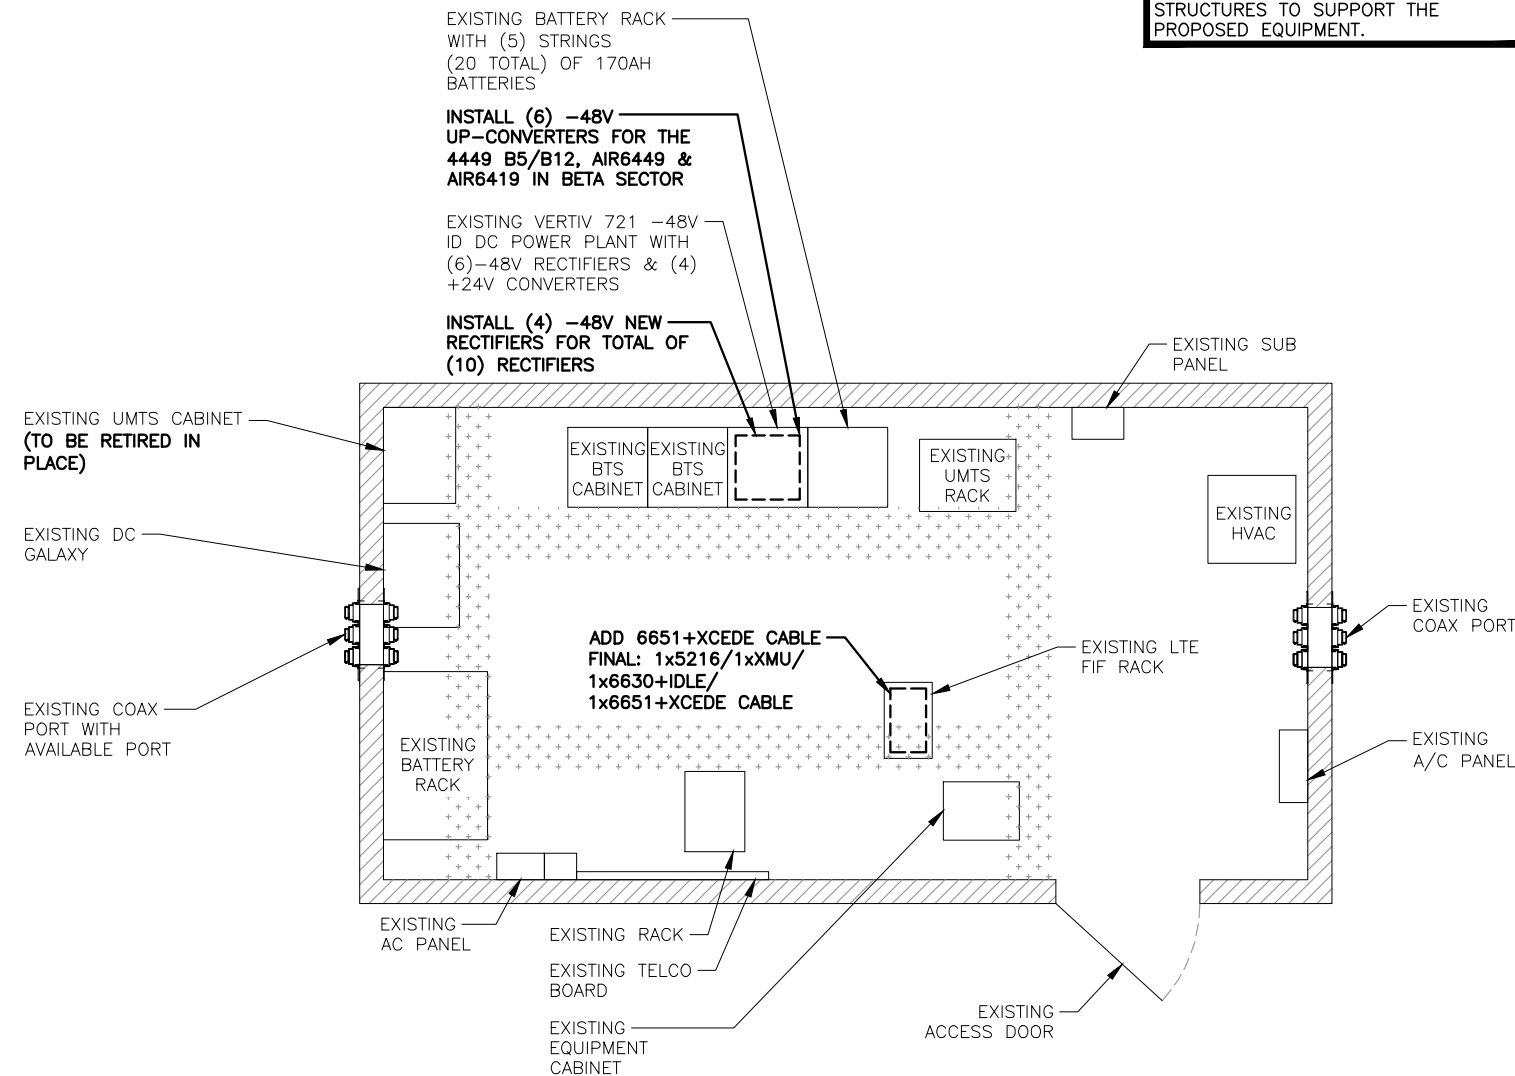 STRUCTURES TO SUPPORT THE
PROPOSED EQUIPMENT.
EXISTING BATTERY RACK
WITH (5) STRINGS
(20 TOTAL) OF 170AH
BATTERIES
INSTALL (6) -48V
UP-CONVERTERS FOR THE
4449 B5/B12, AIR6449 &
AIR6419 IN BETA SECTOR
EXISTING VERTIV 721 -48V
ID DC POWER PLANT WITH
(6)-48V RECTIFIERS & (4)
+24V CONVERTERS
INSTALL (4) -48V NEW
RECTIFIERS FOR TOTAL OF
(10) RECTIFIERS
EXISTING SUB
PANEL
EXISTING UMTS CABINET
(TO BE RETIRED IN
PLACE)
EXISTING
BTS
CABINET
EXISTING
BTS
CABINET
EXISTING
UMTS
RACK
EXISTING
HVAC
EXISTING DC
GALAXY
EXISTING
COAX PORT
ADD 6651+XCEDE CABLE
FINAL: 1x5216/1xXMU/
1x6630+IDLE/
1x6651+XCEDE CABLE
EXISTING LTE
FIF RACK
EXISTING COAX
PORT WITH
AVAILABLE PORT
EXISTING
BATTERY
RACK
EXISTING
A/C PANEL
EXISTING
AC PANEL
EXISTING RACK
EXISTING TELCO
BOARD
EXISTING
EQUIPMENT
CABINET
EXISTING
ACCESS DOOR